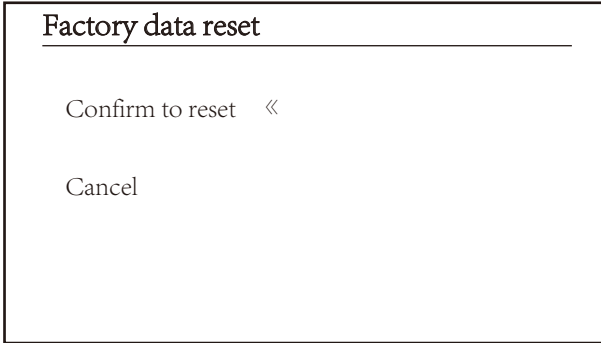 Factory data reset
Confirm to reset «
Cancel